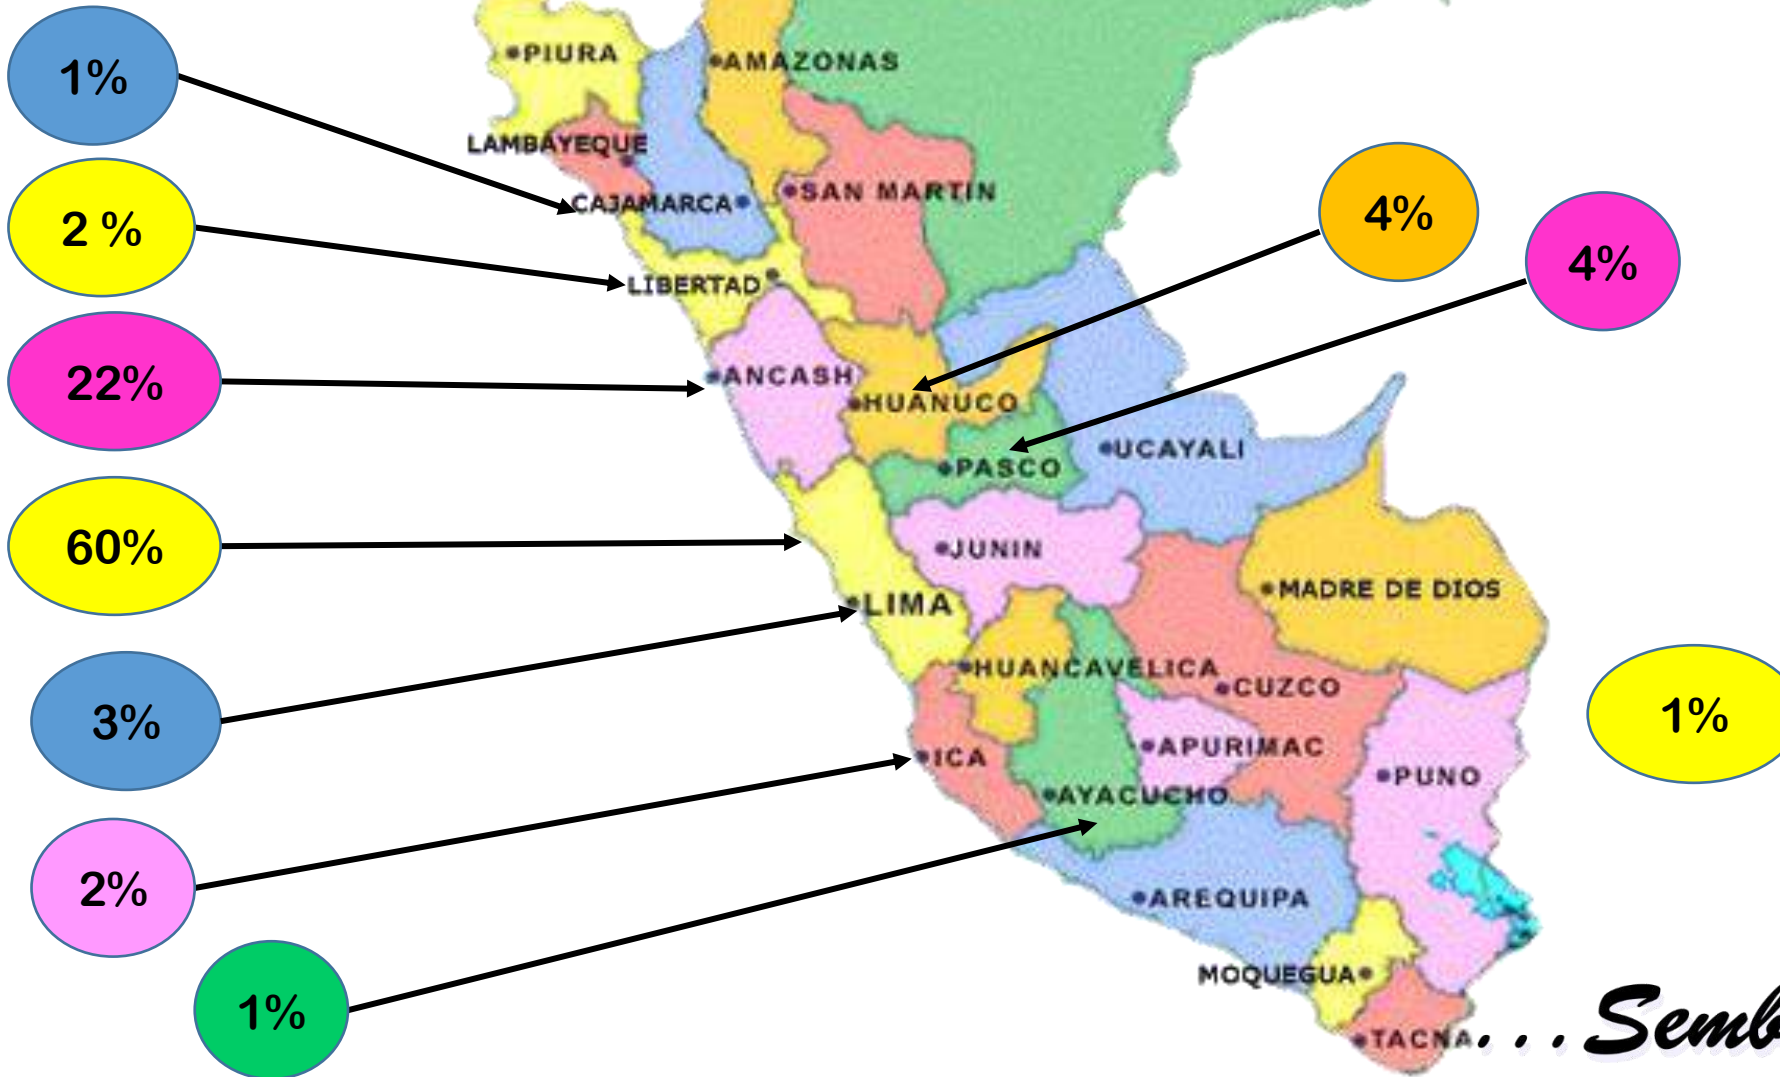 PIURA
AMAZONAS
1%
LAMBAYEQUE
SAN MARTIN
CAJAMARCA
4%
2 %
4%
LIBERTAD
ANCASH
22%
HUANUCO
UCAYALI
PASCO
60%
JUNIN
MADRE DE DIOS
LIMA
HUANCAVELICA
CUZCO
3%
1%
APURIMAC
ICA
PUNO
AYACUCHO
2%
AREQUIPA
MOQUEGUA
1%
TACNA
...Semb